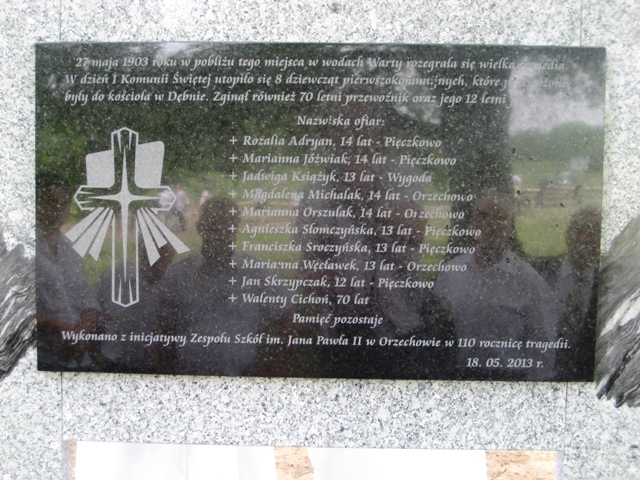 27 maja 1903 roku w pobliżu tego miejsca w wodach Warty rozegrała się wielka tragedia.
W dzień I Komunii Świętej utopiło się 8 dziewcząt pierwszokomunijnych, które
były do kościoła w Dębnie. Zginął również 70 letni przewoźnik oraz jego 12 letni
Nazwiska ofiar:
+ Rozalia Adryan, 14 lat - Pięczkowo
+ Marianna Jóźwiak, 14 lat - Pięczkowo
+ Jadwiga Książyk, 13 lat - Wygoda
+ Magdalena Michalak, 14 lat - Orzechowo
+ Marianna Orszulak, 14 lat - Orzechowo
+ Agnieszka Słomczyńska, 13 lat - Pięczkowo
+ Franciszka Sroczyńska, 13 lat - Pięczkowo
+ Marianna Węcławek, 13 lat - Orzechowo
+ Jan Skrzypczak, 12 lat - Pięczkowo
+ Walenty Cichoń, 70 lat
Pamięć pozostaje
Wykonano z inicjatywy Zespołu Szkół im. Jana Pawła II w Orzechowie w 110 rocznicę tragedii.
18. 05. 2013 r.